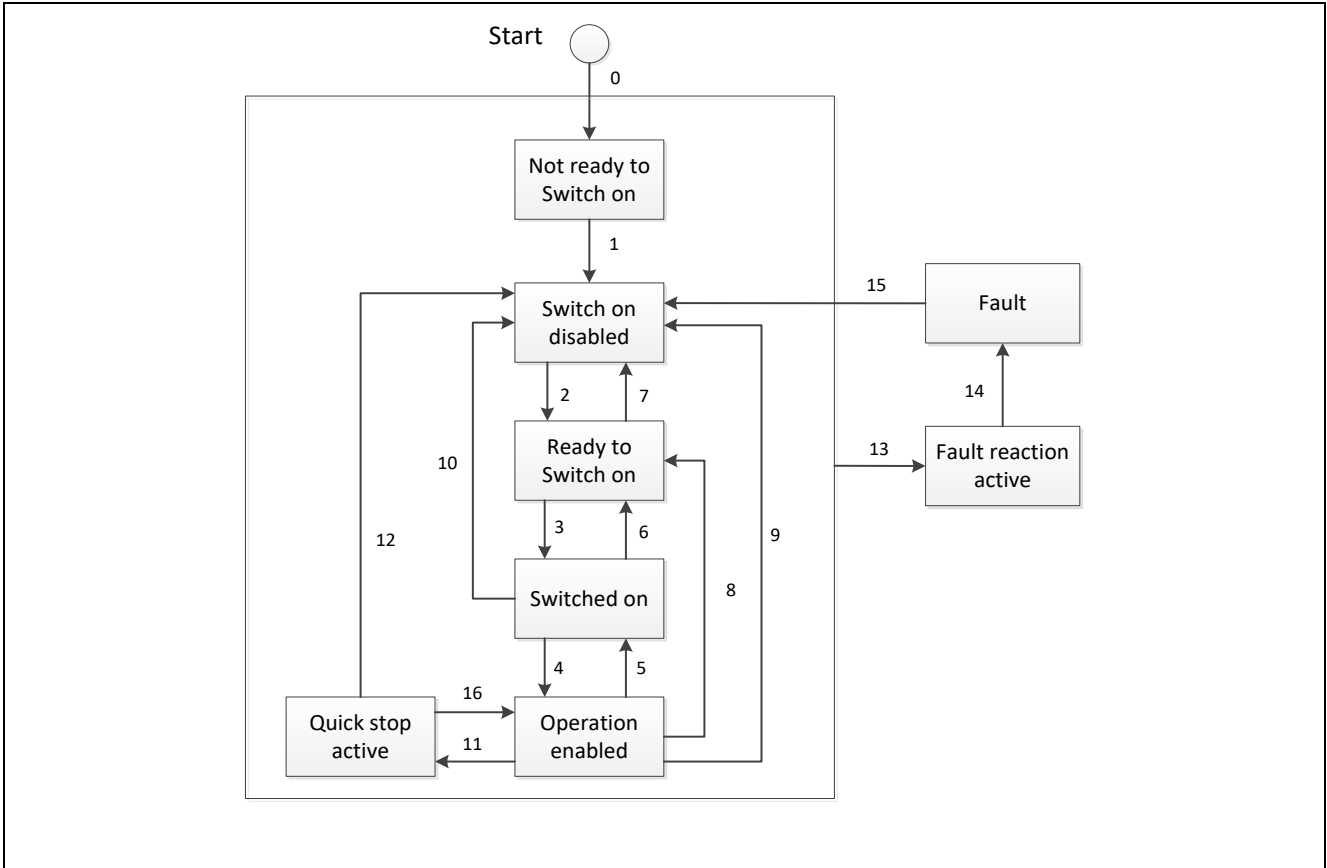 Start
0
Not ready to
Switch on
1
15
Fault
Switch on
disabled
2
7
14
Ready to
Switch on
10
13
Fault reaction
active
3
6
9
12
8
Switched on
4
5
16
Quick stop
active
Operation
enabled
11